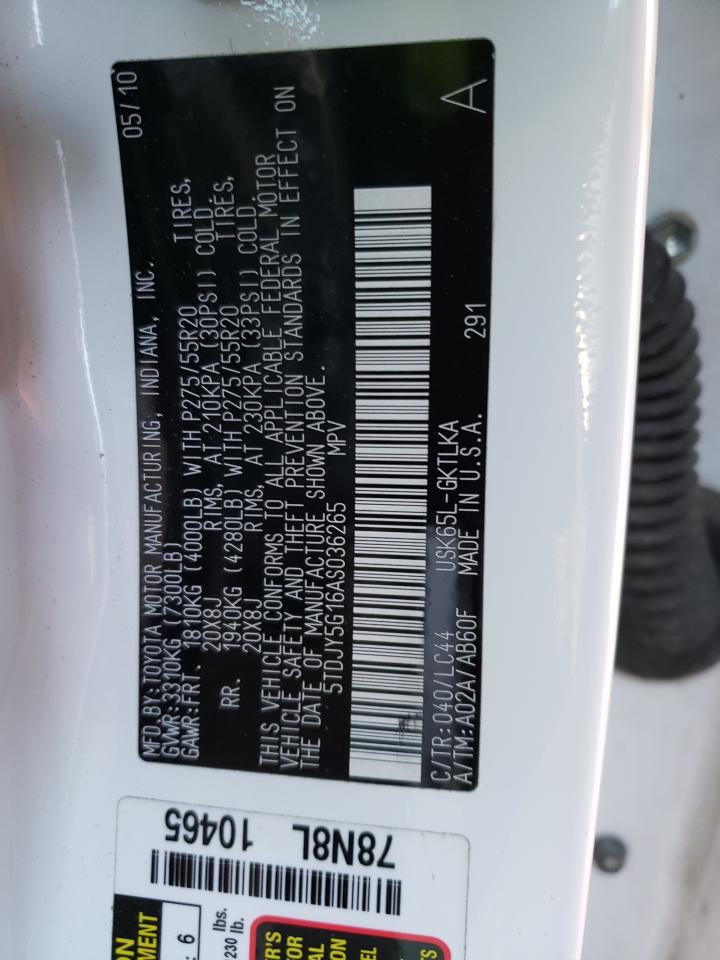 MFD.BY:TOYOTA MOTOR MANUFACTURING, INDIANA, INC. 05/10
GVWR:3310KG (7300LB)
GAWR:FRT. 1810KG (4000LB) WITH P275/55R20 TIRES,
20X8J RIMS, AT 210KPA (30PSI) COLD.
RR. 1940KG (4280LB) WITH P275/55R20 TIRES,
20X8J RIMS, AT 230KPA (33PSI) COLD
THIS VEHICLE CONFORMS TO ALL APPLICABLE FEDERAL MOTOR
VEHICLE SAFETY AND THEFT PREVENTION STANDARDS IN EFFECT ON
THE DATE OF MANUFACTURE SHOWN ABOVE.
5TDJY5G16AS036265 MPV
C/TR:040/LC44 USK65L-GKTLKA
A/TM:A02A/AB60F MADE IN U.S.A. 291 A
78N8L
10465
6
lbs.
230 lb.